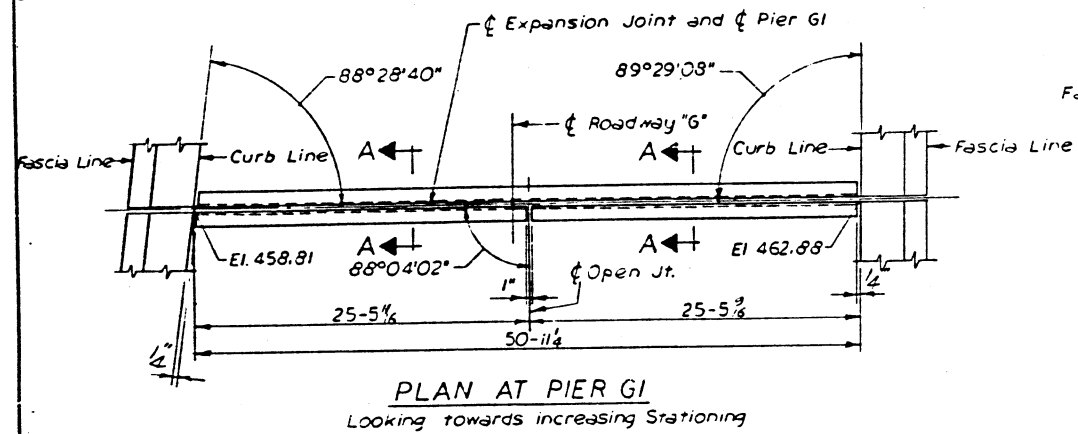 ₵ Expansion Joint and ₵ Pier G1
88°28'40"
89°29'03"
Fa
₵ Roadway "G"
Fascia Line
Curb Line
A
A
Curb Line
Fascia Line
El. 458.81
A
88°04'02"
A
El 462.88
₵ Open Jt.
1"
1/4"
25-5 11/16
25-5 9/16
50-11 1/4
1/4"
PLAN AT PIER G1
Looking towards increasing Stationing